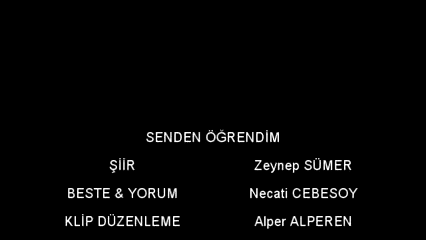 SENDEN ÖĞRENDİM
ŞİİR Zeynep SÜMER
BESTE & YORUM Necati CEBESOY
KLİP DÜZENLEME Alper ALPEREN